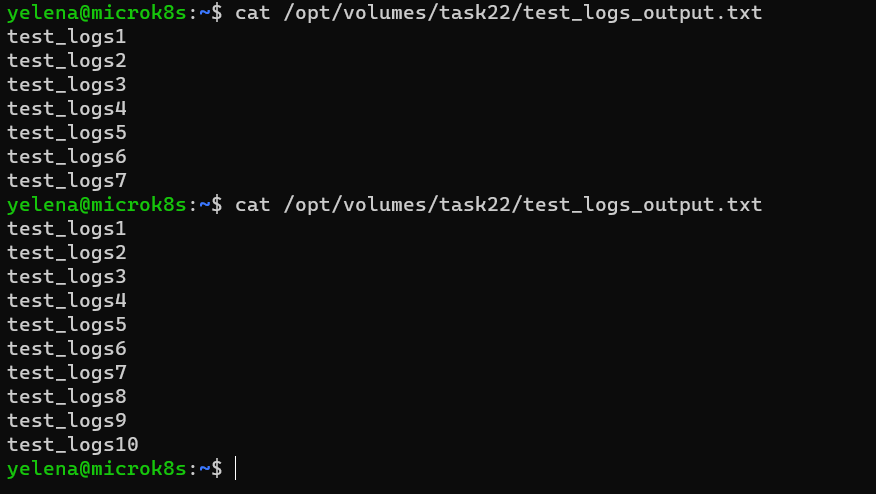 yelena@microk8s:~$ cat /opt/volumes/task22/test_logs_output.txt
test_logs1
test_logs2
test_logs3
test_logs4
test_logs5
test_logs6
test_logs7
yelena@microk8s:~$ cat /opt/volumes/task22/test_logs_output.txt
test_logs1
test_logs2
test_logs3
test_logs4
test_logs5
test_logs6
test_logs7
test_logs8
test_logs9
test_logs10
yelena@microk8s:~$